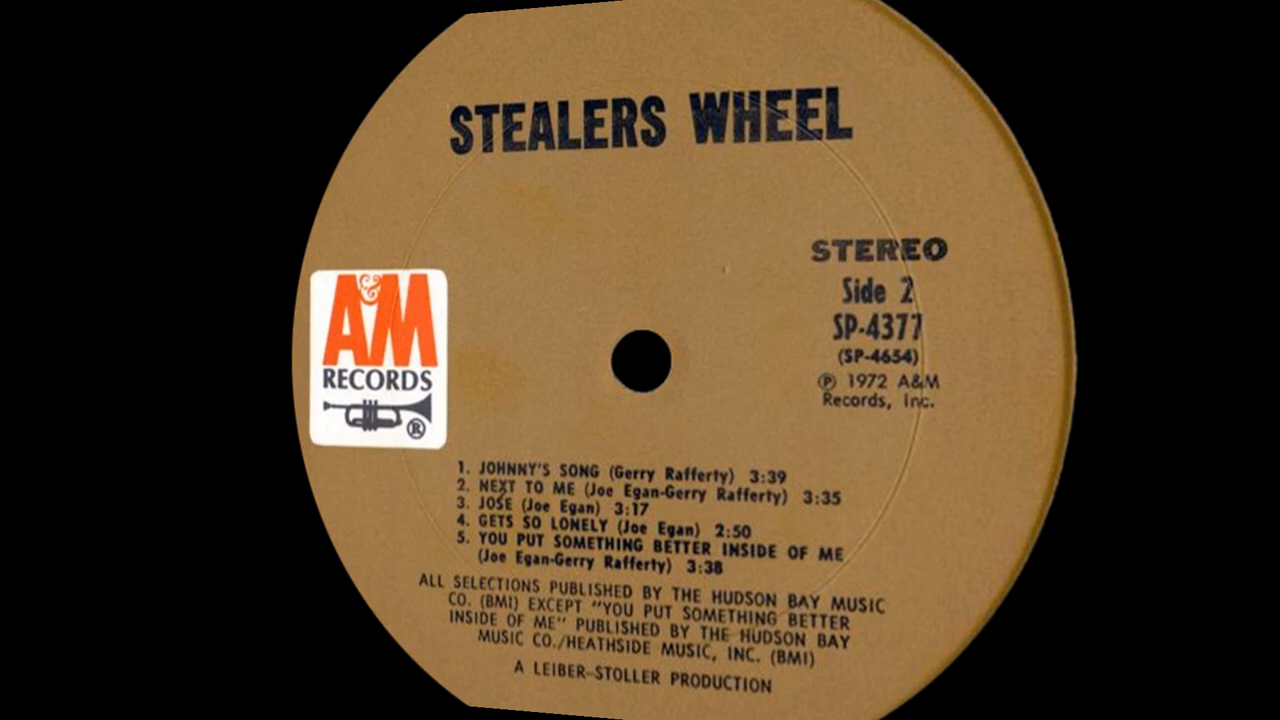 STEALERS WHEEL
STEREO
Side 2
SP-4377
(SP-4654)
Ⓟ 1972 A&M
Records, Inc.
A&M
RECORDS
®
1. JOHNNY'S SONG (Gerry Rafferty) 3:39
2. NEXT TO ME (Joe Egan-Gerry Rafferty) 3:35
3. JOSÉ (Joe Egan) 3:17
4. GETS SO LONELY (Joe Egan) 2:50
5. YOU PUT SOMETHING BETTER INSIDE OF ME
(Joe Egan-Gerry Rafferty) 3:38
ALL SELECTIONS PUBLISHED BY THE HUDSON BAY MUSIC
CO. (BMI) EXCEPT "YOU PUT SOMETHING BETTER
INSIDE OF ME" PUBLISHED BY THE HUDSON BAY
MUSIC CO./HEATHSIDE MUSIC, INC. (BMI)
A LEIBER-STOLLER PRODUCTION